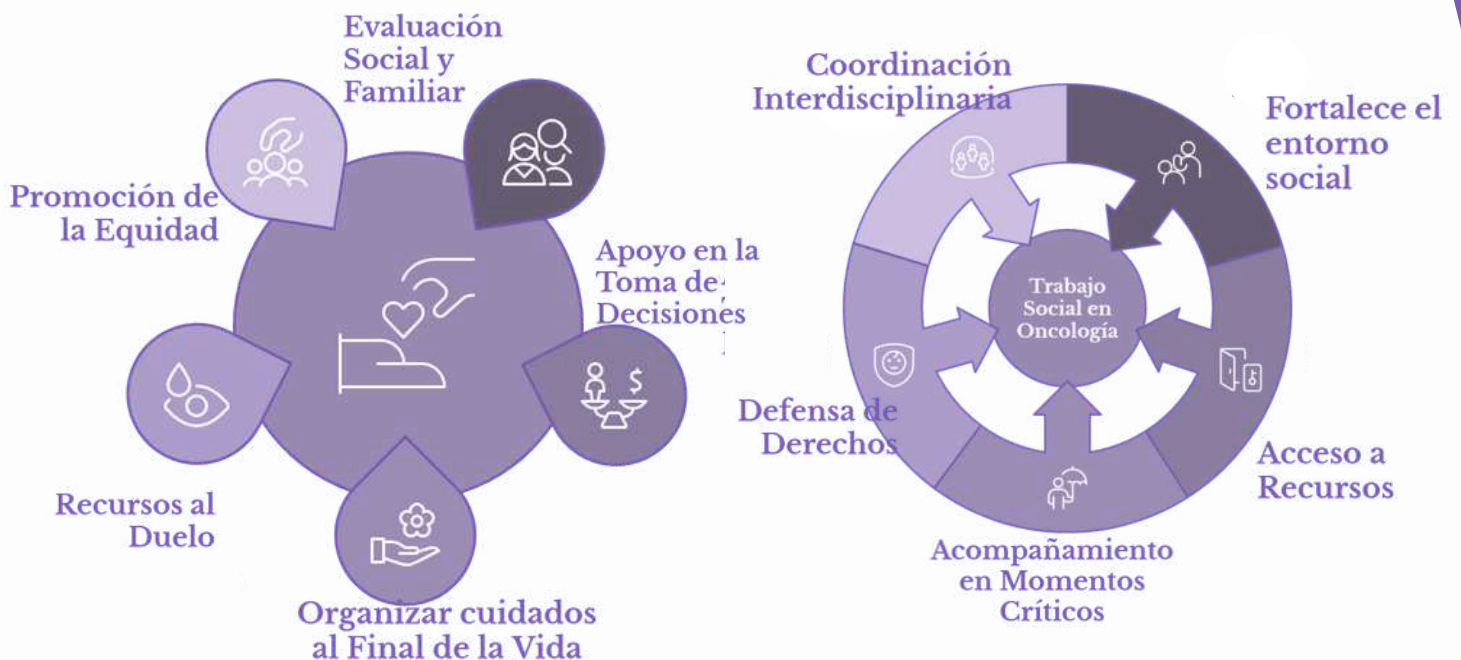 Evaluación
Social y
Familiar
Promoción de
la Equidad
Apoyo en la
Toma de
Decisiones
$
Recursos al
Duelo
Organizar cuidados
al Final de la Vida
Coordinación
Interdisciplinaria
Fortalece el
entorno
social
Trabajo
Social en
Oncología
Defensa de
Derechos
Acceso a
Recursos
Acompañamiento
en Momentos
Críticos